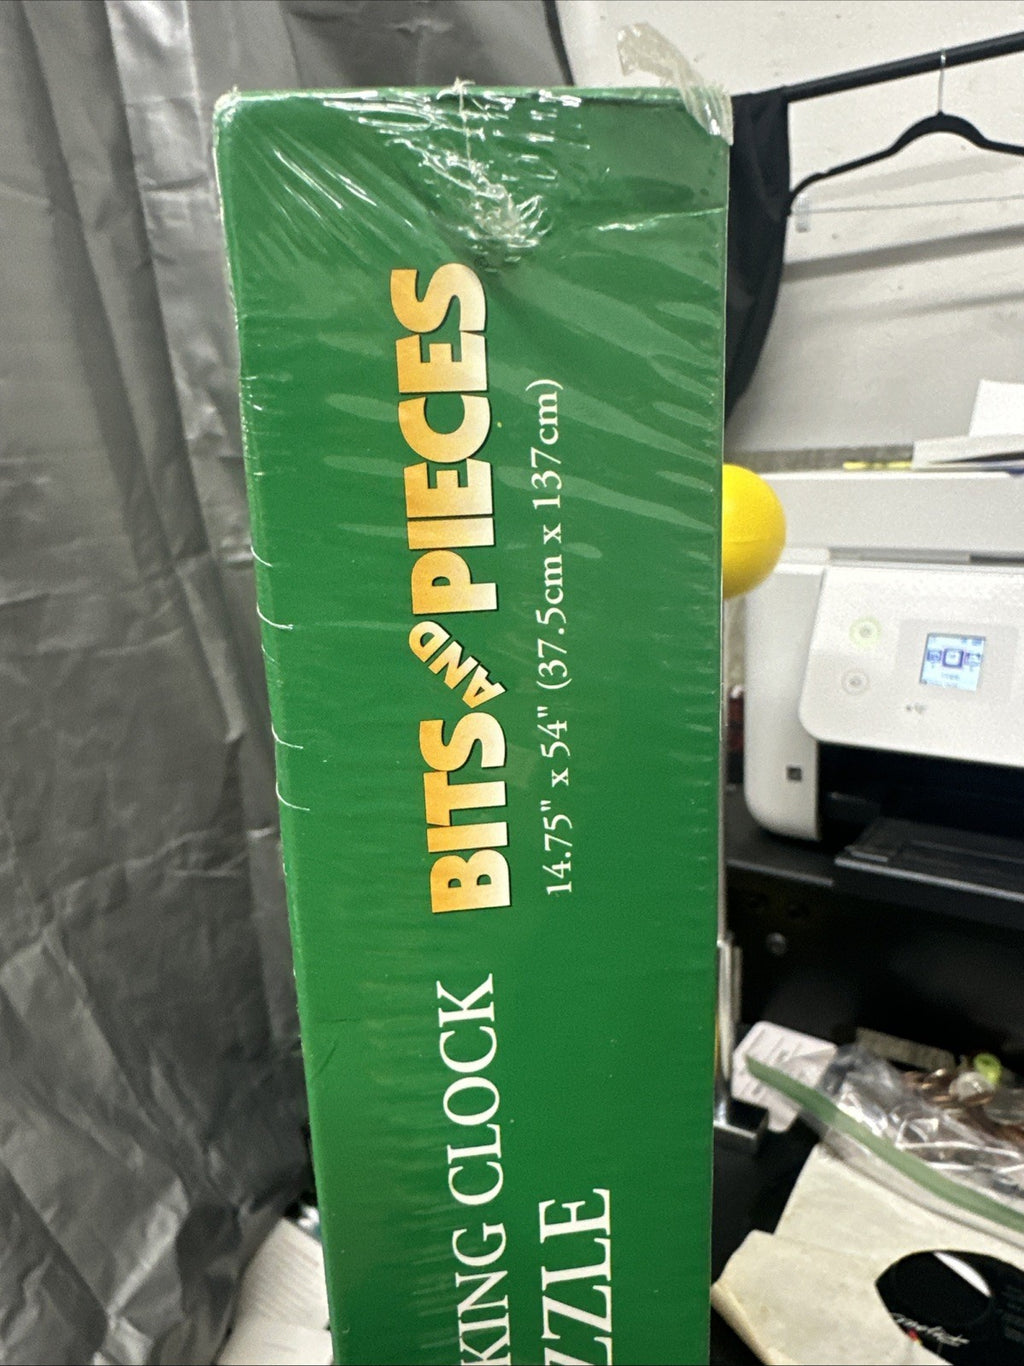 BITS AND PIECES
14.75" x 54" (37.5cm x 137cm)
KING CLOCK
ZZLE